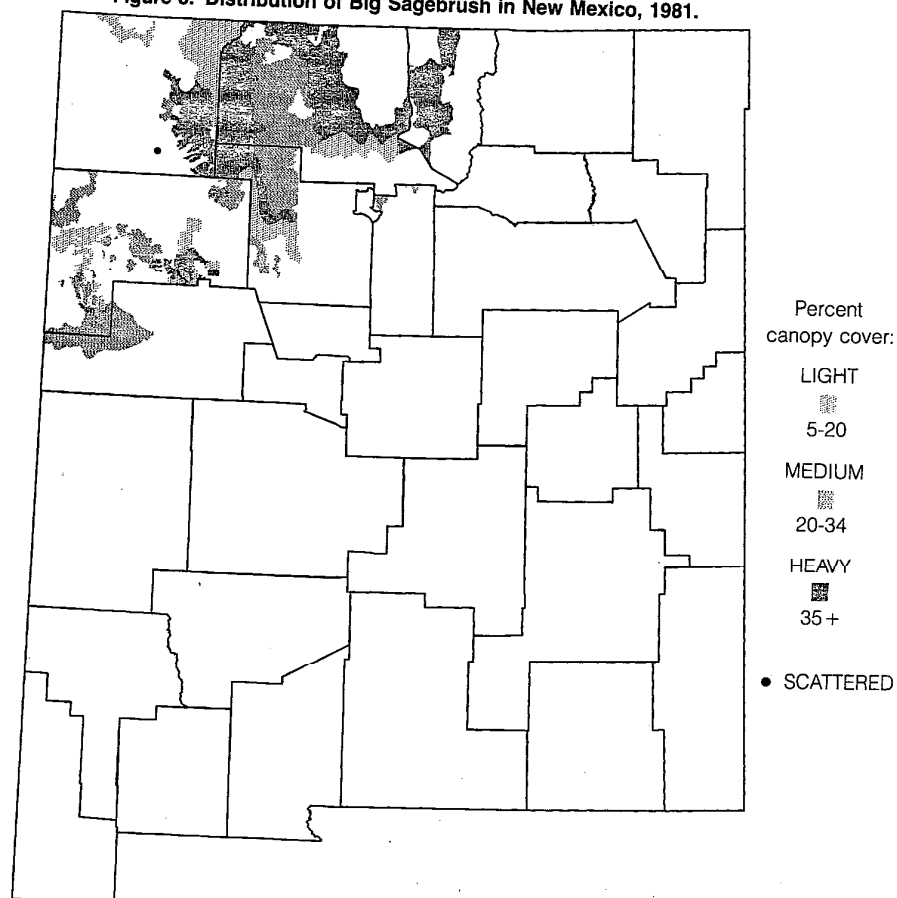 Figure 6. Distribution of Big Sagebrush in New Mexico, 1981.
Percent
canopy cover:
LIGHT
5-20
MEDIUM
20-34
HEAVY
35+
• SCATTERED